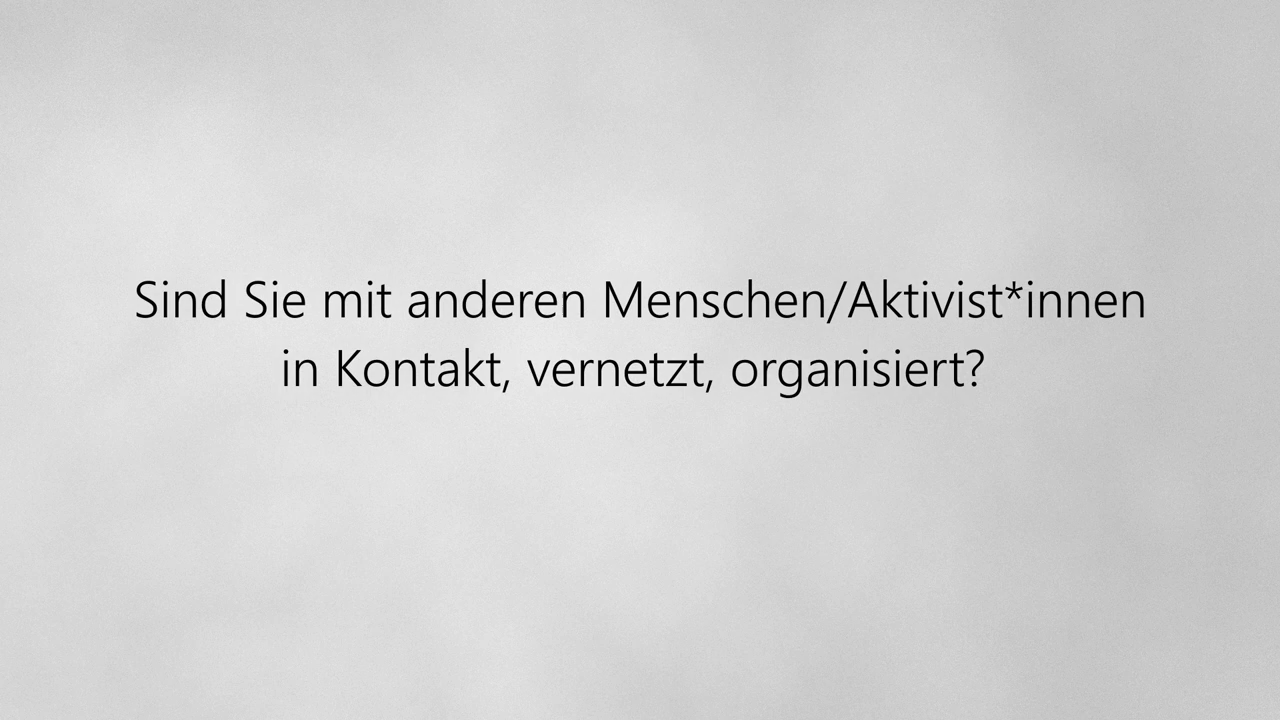 Sind Sie mit anderen Menschen/Aktivist*innen
in Kontakt, vernetzt, organisiert?